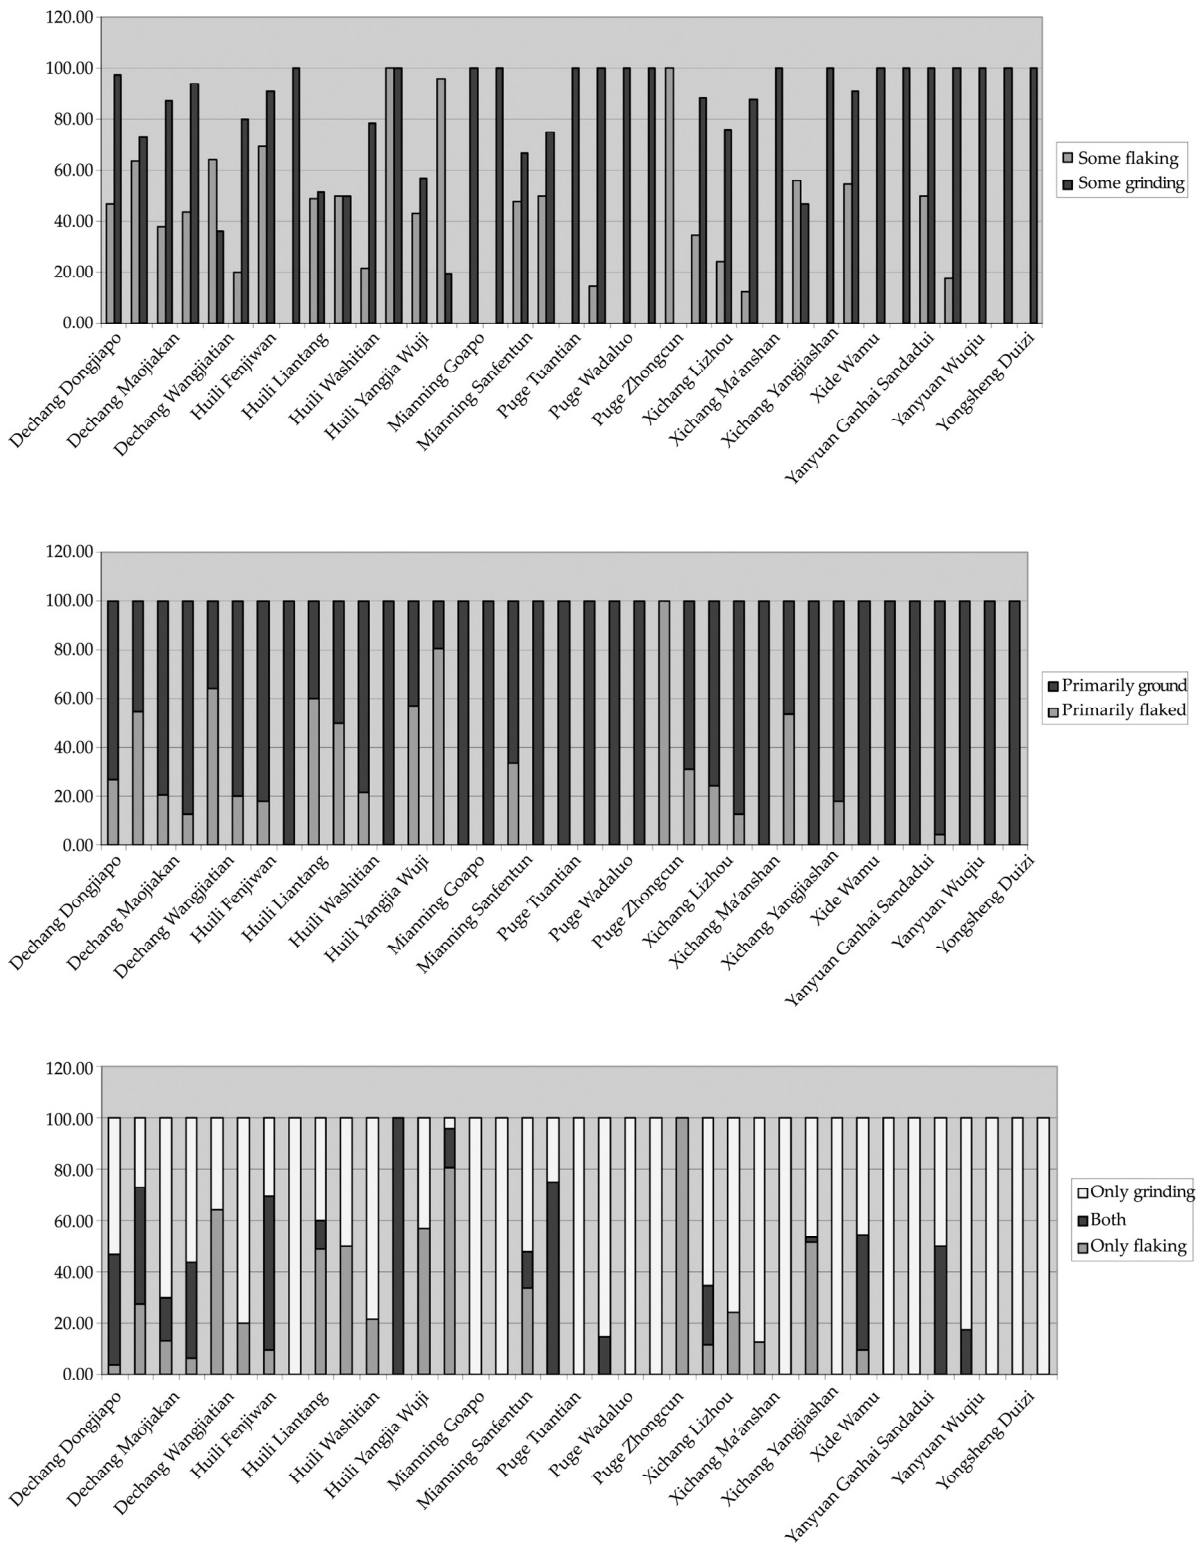 120.00
100.00
80.00
60.00
40.00
20.00
0.00
Some flaking
Some grinding
Dechang Dongjiapo
Dechang Maojiakan
Dechang Wangjiatian
Huili Fenjiwan
Huili Liantang
Huili Washitian
Huili Yangjia Wuji
Mianning Goapo
Mianning Sanfentun
Puge Tuantian
Puge Wadaluo
Puge Zhongcun
Xichang Lizhou
Xichang Ma'anshan
Xichang Yangjiashan
Xide Wamu
Yanyuan Ganhai Sandadui
Yanyuan Wuqiu
Yongsheng Duizi
120.00
100.00
80.00
60.00
40.00
20.00
0.00
Primarily ground
Primarily flaked
Dechang Dongjiapo
Dechang Maojiakan
Dechang Wangjiatian
Huili Fenjiwan
Huili Liantang
Huili Washitian
Huili Yangjia Wuji
Mianning Goapo
Mianning Sanfentun
Puge Tuantian
Puge Wadaluo
Puge Zhongcun
Xichang Lizhou
Xichang Ma'anshan
Xichang Yangjiashan
Xide Wamu
Yanyuan Ganhai Sandadui
Yanyuan Wuqiu
Yongsheng Duizi
120.00
100.00
80.00
60.00
40.00
20.00
0.00
Only grinding
Both
Only flaking
Dechang Dongjiapo
Dechang Maojiakan
Dechang Wangjiatian
Huili Fenjiwan
Huili Liantang
Huili Washitian
Huili Yangjia Wuji
Mianning Goapo
Mianning Sanfentun
Puge Tuantian
Puge Wadaluo
Puge Zhongcun
Xichang Lizhou
Xichang Ma'anshan
Xichang Yangjiashan
Xide Wamu
Yanyuan Ganhai Sandadui
Yanyuan Wuqiu
Yongsheng Duizi